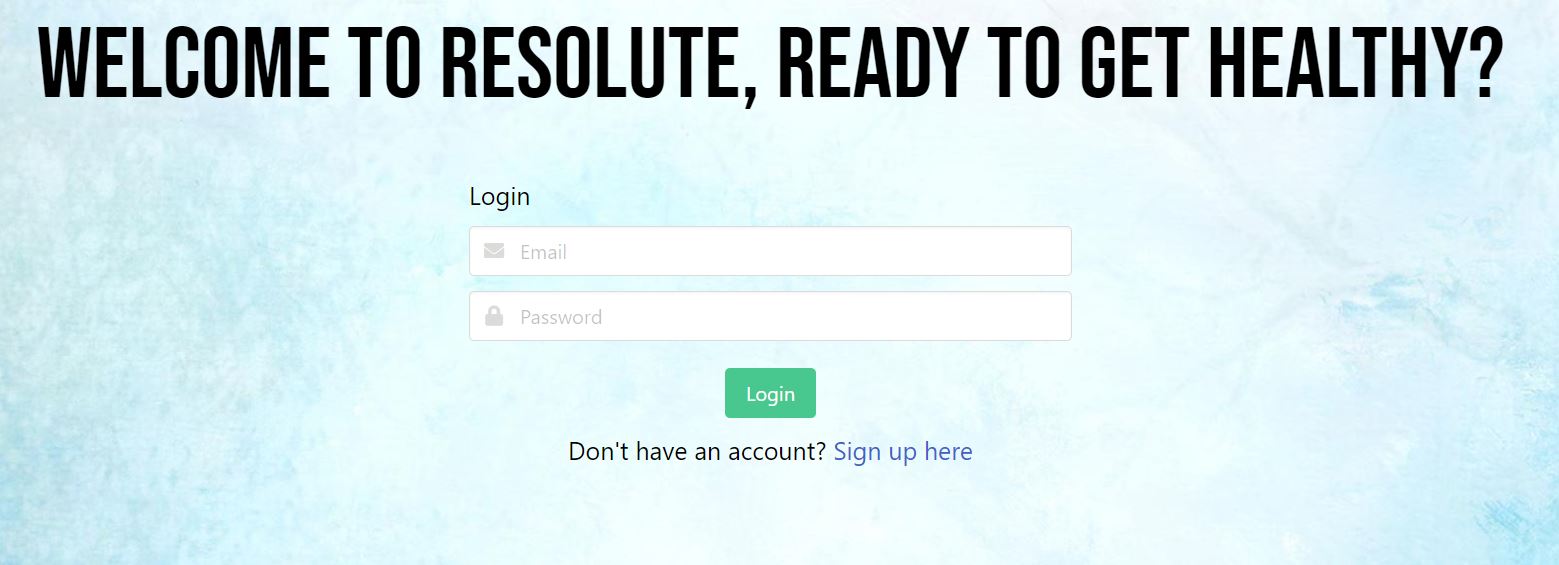 WELCOME TO RESOLUTE, READY TO GET HEALTHY?
Login
Email
Password
Login
Don't have an account? Sign up here